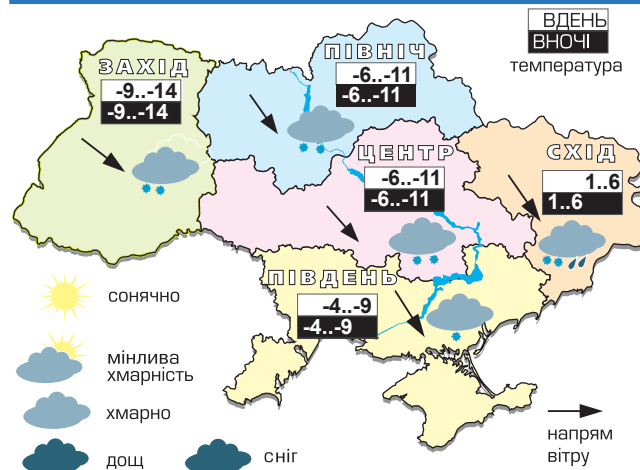 ВДЕНЬ
ВНОЧІ
температура
ПІВНІЧ
-6..-11
-6..-11
ЗАХІД
-9..-14
-9..-14
ЦЕНТР
-6..-11
-6..-11
СХІД
1..6
1..6
ПІВДЕНЬ
-4..-9
-4..-9
сонячно
мінлива
хмарність
хмарно
дощ
сніг
напрям
вітру